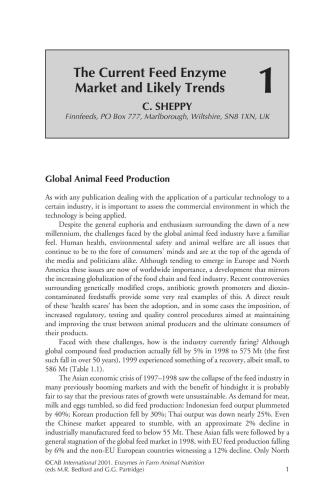 The Current Feed Enzyme
Market and Likely Trends
1
C. SHEPPY
Finnfeeds, PO Box 777, Marlborough, Wiltshire, SN8 1XN, UK
Global Animal Feed Production
As with any publication dealing with the application of a particular technology to a
certain industry, it is important to assess the commercial environment in which the
technology is being applied.
Despite the general euphoria and enthusiasm surrounding the dawn of a new
millennium, the challenges faced by the global animal feed industry have a familiar
feel. Human health, environmental safety and animal welfare are all issues that
continue to be to the fore of consumers' minds and are at the top of the agenda of
the media and politicians alike. Although tending to emerge in Europe and North
America these issues are now of worldwide importance, a development that mirrors
the increasing globalization of the food chain and feed industry. Recent controversies
surrounding genetically modified crops, antibiotic growth promoters and dioxin-
contaminated feedstuffs provide some very real examples of this. A direct result
of these 'health scares' has been the adoption, and in some cases the imposition, of
increased regulatory, testing and quality control procedures aimed at maintaining
and improving the trust between animal producers and the ultimate consumers of
their products.
Faced with these challenges, how is the industry currently faring? Although
global compound feed production actually fell by 5% in 1998 to 575 Mt (the first
such fall in over 50 years), 1999 experienced something of a recovery, albeit small, to
586 Mt (Table 1.1).
The Asian economic crisis of 1997–1998 saw the collapse of the feed industry in
many previously booming markets and with the benefit of hindsight it is probably
fair to say that the previous rates of growth were unsustainable. As demand for meat,
milk and eggs tumbled, so did feed production: Indonesian feed output plummeted
by 40%; Korean production fell by 30%; Thai output was down nearly 25%. Even
the Chinese market appeared to stumble, with an approximate 2% decline in
industrially manufactured feed to below 55 Mt. These Asian falls were followed by a
general stagnation of the global feed market in 1998, with EU feed production falling
by 6% and the non-EU European countries witnessing a 12% decline. Only North
©CAB International 2001. Enzymes in Farm Animal Nutrition
(eds M.R. Bedford and G.G. Partridge)
1